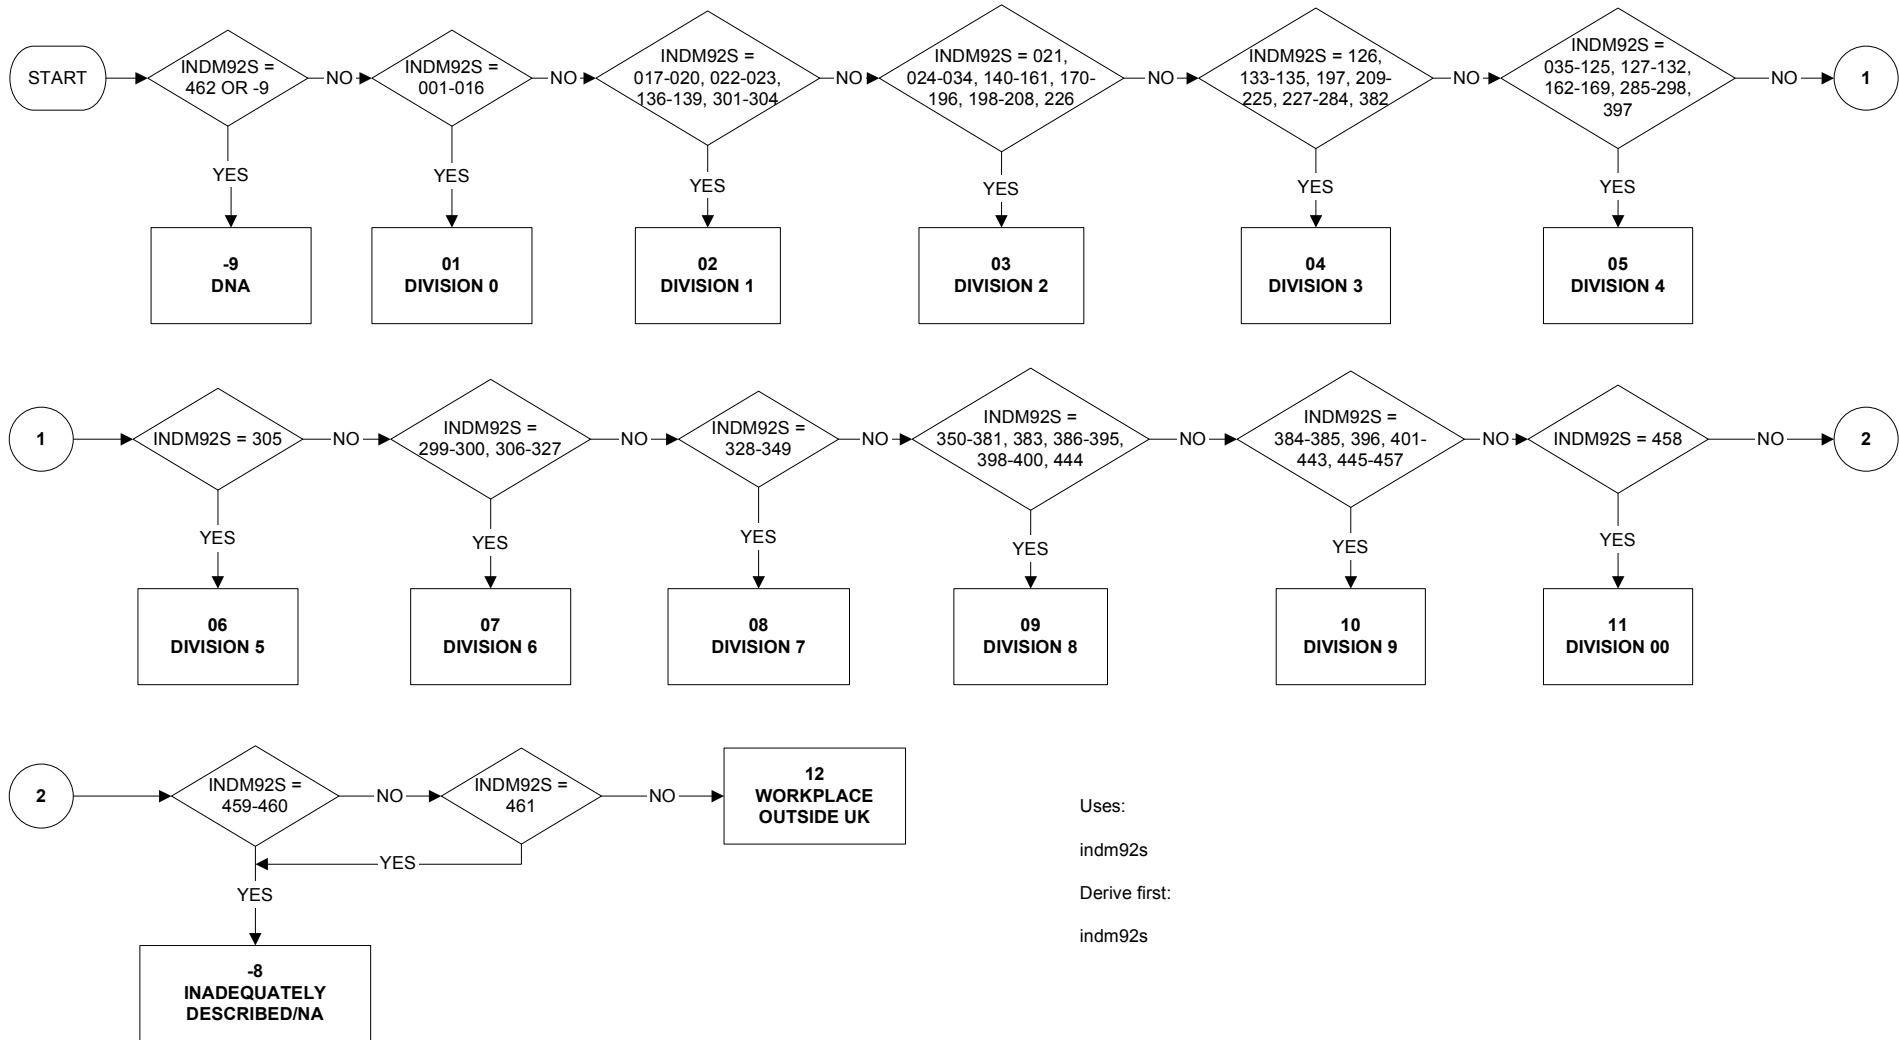 START
INDM92S =
462 OR -9
NO
INDM92S =
001-016
NO
INDM92S =
017-020, 022-023,
136-139, 301-304
NO
INDM92S = 021,
024-034, 140-161, 170-
196, 198-208, 226
NO
INDM92S = 126,
133-135, 197, 209-
225, 227-284, 382
NO
INDM92S =
035-125, 127-132,
162-169, 285-298,
397
NO
1
YES
YES
YES
YES
YES
YES
-9
DNA
01
DIVISION 0
02
DIVISION 1
03
DIVISION 2
04
DIVISION 3
05
DIVISION 4
1
INDM92S = 305
NO
INDM92S =
299-300, 306-327
NO
INDM92S =
328-349
NO
INDM92S =
350-381, 383, 386-395,
398-400, 444
NO
INDM92S =
384-385, 396, 401-
443, 445-457
NO
INDM92S = 458
NO
2
YES
YES
YES
YES
YES
YES
06
DIVISION 5
07
DIVISION 6
08
DIVISION 7
09
DIVISION 8
10
DIVISION 9
11
DIVISION 00
2
INDM92S =
459-460
NO
INDM92S =
461
NO
12
WORKPLACE
OUTSIDE UK
YES
YES
-8
INADEQUATELY
DESCRIBED/NA
Uses:
indm92s
Derive first:
indm92s